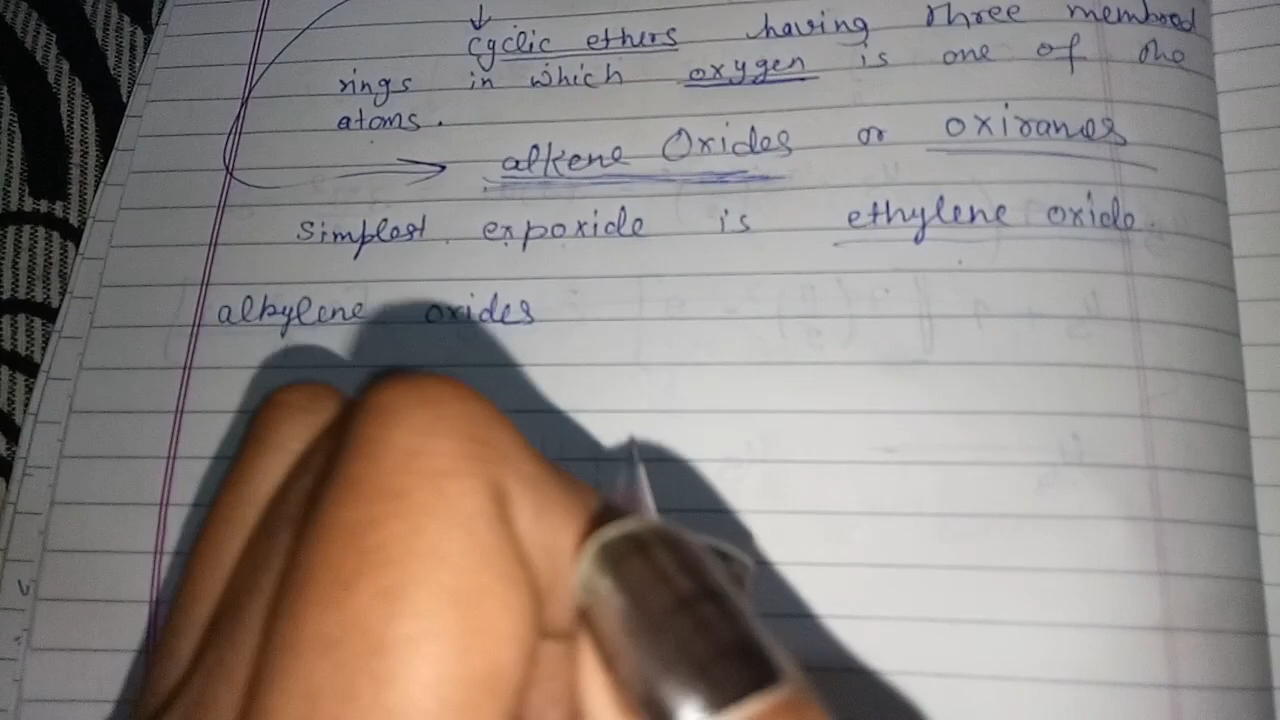 cyclic ethers having three membred
rings in which oxygen is one of the
atoms.
alkene Oxides or oxiranes
Simplest expoxide is ethylene oxide.
alkylene oxides